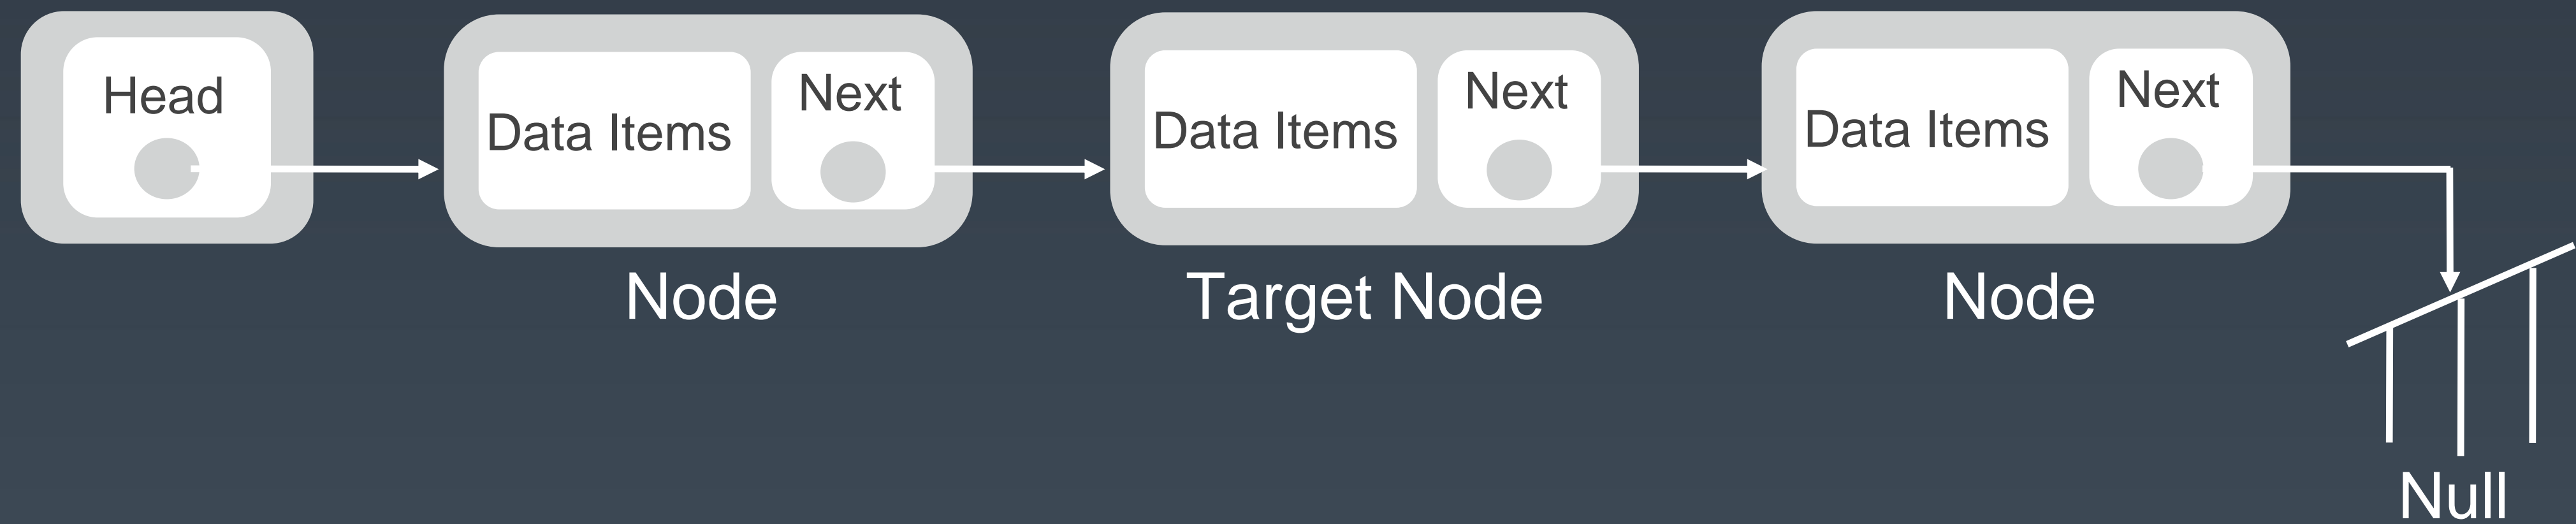 Head
Data Items
Next
Data Items
Next
Data Items
Next
Node
Target Node
Node
Null